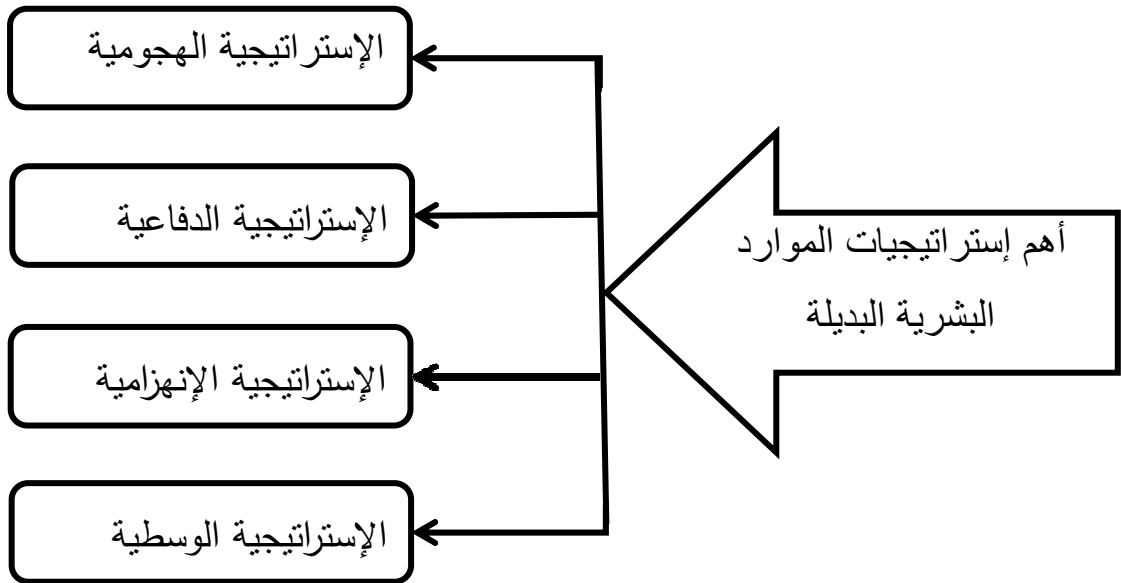 أهم إستراتيجيات الموارد
البشرية البديلة
الإستراتيجية الهجومية
الإستراتيجية الدفاعية
الإستراتيجية الإنهزامية
الإستراتيجية الوسطية